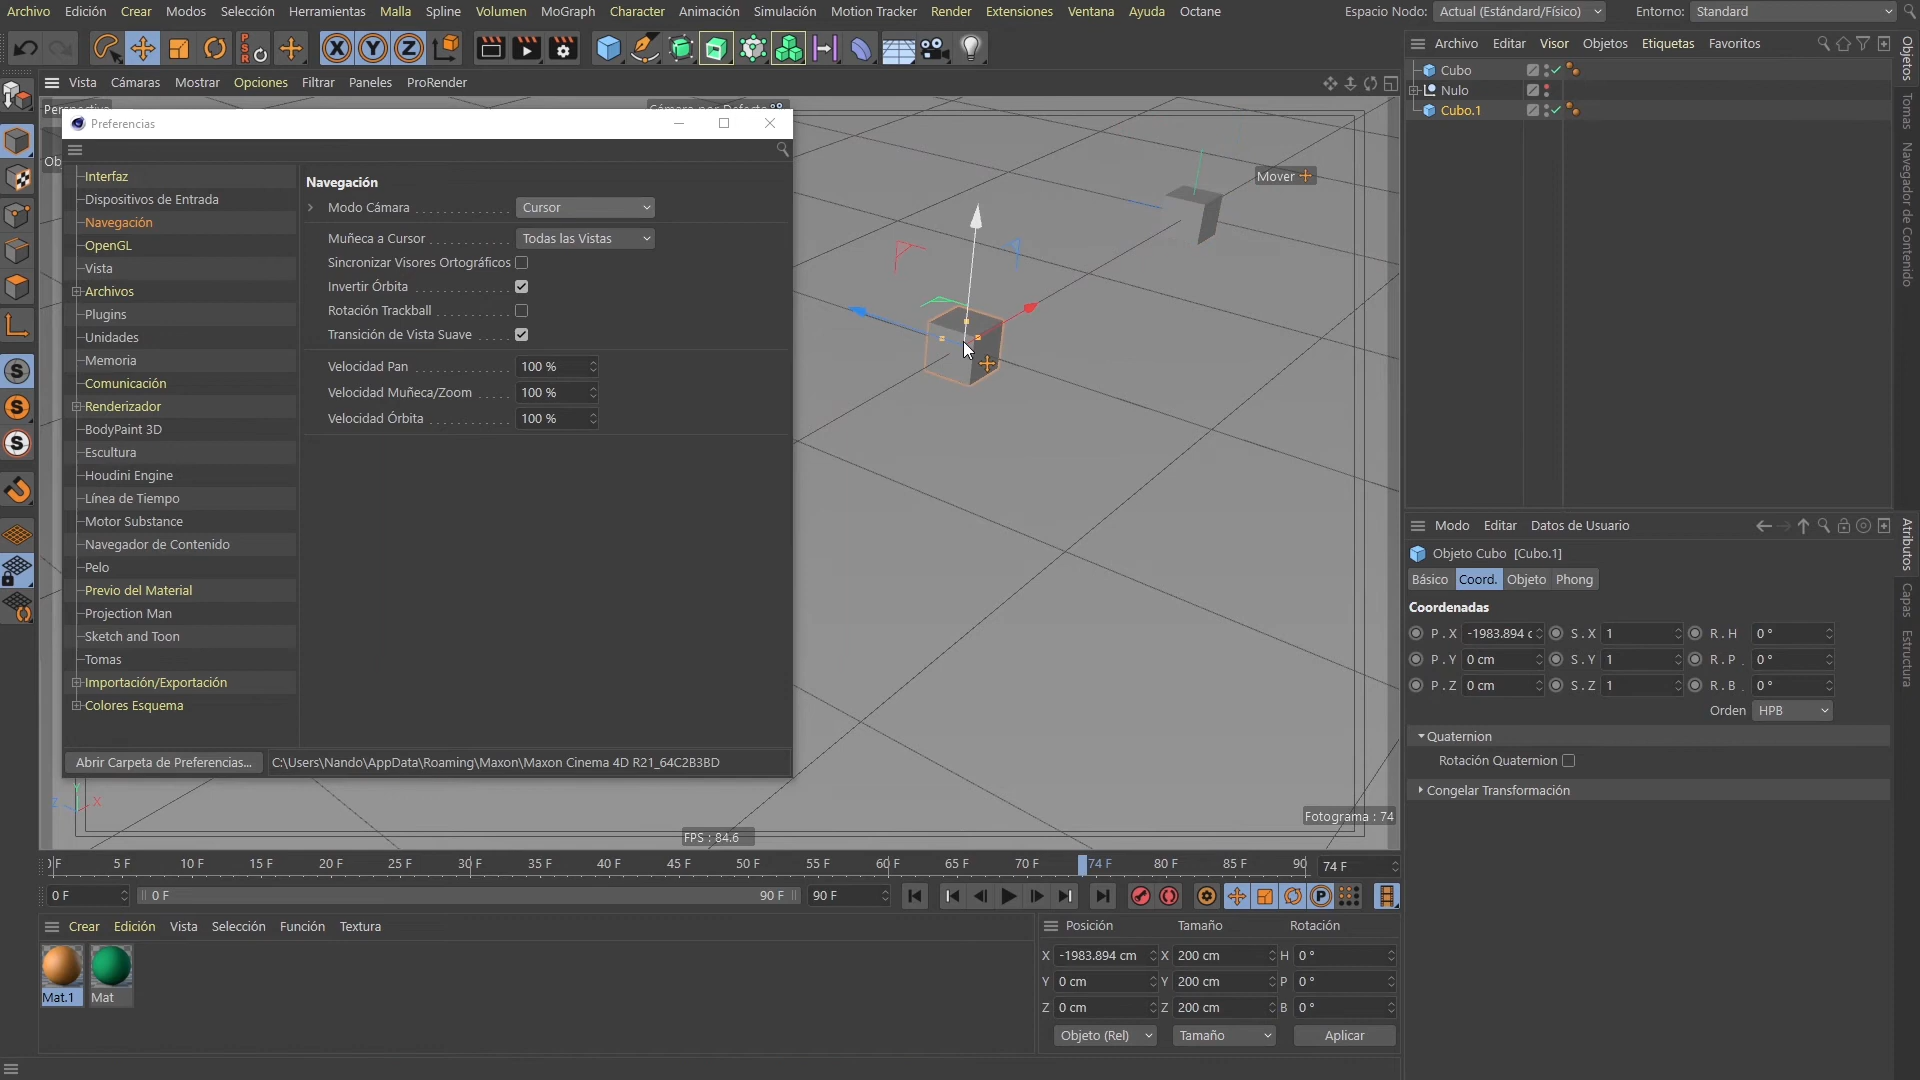 Archivo Edición Crear Modos Selección Herramientas Malla Spline Volumen MoGraph Character Animación Simulación Motion Tracker Render Extensiones Ventana Ayuda Octane Espacio Nodo: Actual (Estándar/Físico) Entorno: Standard
Archivo Editar Visor Objetos Etiquetas Favoritos
Vista Cámaras Mostrar Opciones Filtrar Paneles ProRender
Cubo
Nulo
Cubo.1
Objetos
Tomas
Navegador de Contenido
Preferencias
Mover
Interfaz
Dispositivos de Entrada
Navegación
OpenGL
Vista
Archivos
Plugins
Unidades
Memoria
Comunicación
Renderizador
BodyPaint 3D
Escultura
Houdini Engine
Línea de Tiempo
Motor Substance
Navegador de Contenido
Pelo
Previo del Material
Projection Man
Sketch and Toon
Tomas
Importación/Exportación
Colores Esquema
Navegación
Modo Cámara Cursor
Muñeca a Cursor Todas las Vistas
Sincronizar Visores Ortográficos
Invertir Órbita
Rotación Trackball
Transición de Vista Suave
Velocidad Pan 100 %
Velocidad Muñeca/Zoom 100 %
Velocidad Órbita 100 %
Abrir Carpeta de Preferencias... C:\Users\Nando\AppData\Roaming\Maxon\Maxon Cinema 4D R21_64C2B3BD
Z Y X
FPS : 84.6
Fotograma : 74
Modo Editar Datos de Usuario
Objeto Cubo [Cubo.1]
Básico Coord. Objeto Phong
Coordenadas
P . X -1983.894 c S . X 1 R . H 0 °
P . Y 0 cm S . Y 1 R . P . 0 °
P . Z 0 cm S . Z 1 R . B . 0 °
Orden HPB
Quaternion
Rotación Quaternion
Congelar Transformación
Atributos
Capas
Estructura
5 F 10 F 15 F 20 F 25 F 30 F 35 F 40 F 45 F 50 F 55 F 60 F 65 F 70 F 74 F 80 F 85 F 90 74 F
0 F 0 F 90 F 90 F
Crear Edición Vista Selección Función Textura
Mat.1 Mat
Posición Tamaño Rotación
X -1983.894 cm X 200 cm H 0 °
Y 0 cm Y 200 cm P 0 °
Z 0 cm Z 200 cm B 0 °
Objeto (Rel) Tamaño Aplicar